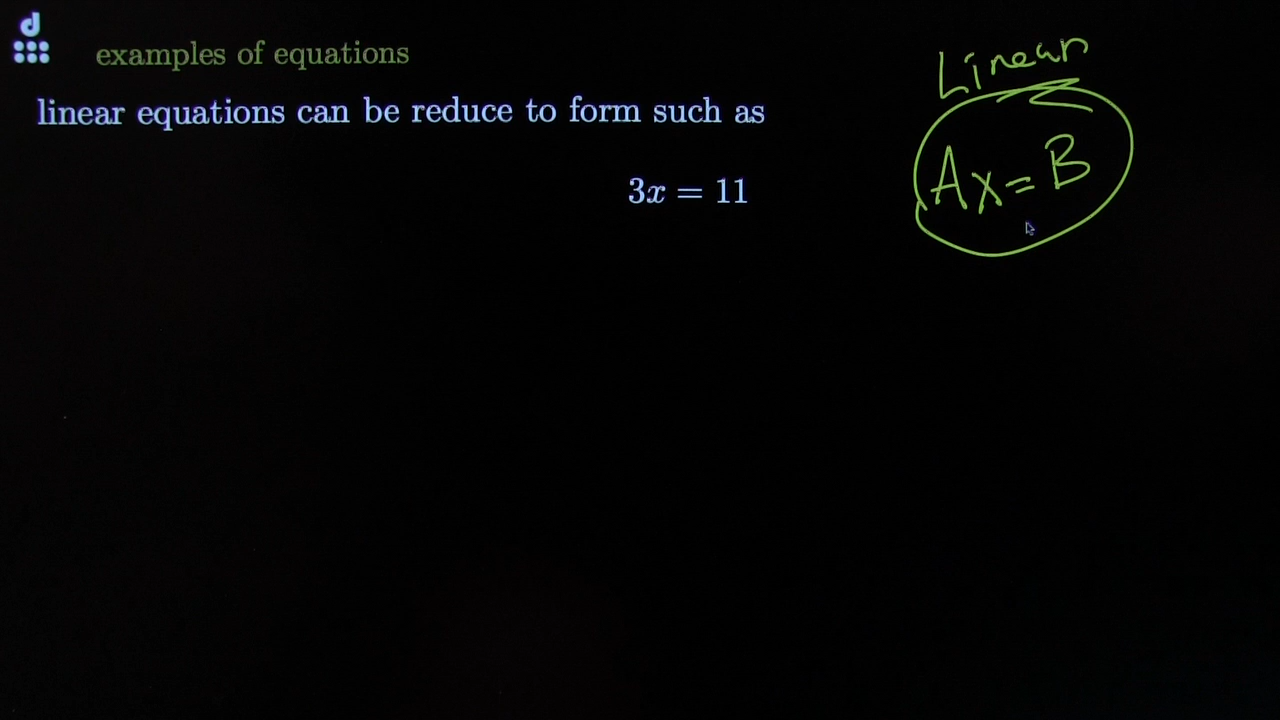 d
examples of equations
linear equations can be reduce to form such as
3x = 11
Linear
Ax = B